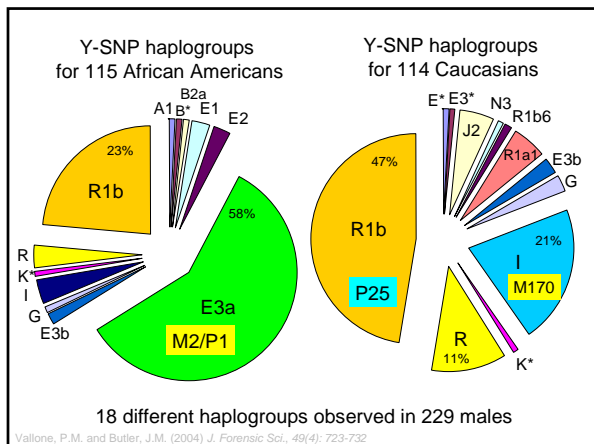 Y-SNP haplogroups
for 115 African Americans
Y-SNP haplogroups
for 114 Caucasians
A1
B*
B2a
E1
E2
23%
R1b
58%
E3a
M2/P1
R
K*
I
G
E3b
E*
E3*
J2
N3
R1b6
R1a1
E3b
G
47%
R1b
P25
21%
I
M170
R
11%
K*
18 different haplogroups observed in 229 males
Vallone, P.M. and Butler, J.M. (2004) J. Forensic Sci., 49(4): 723-732